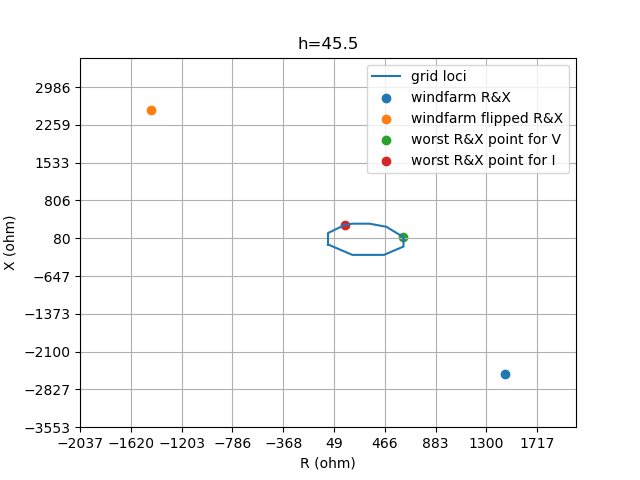 h=45.5
grid loci
windfarm R&X
windfarm flipped R&X
worst R&X point for V
worst R&X point for I
2986
2259
1533
806
80
−647
−1373
−2100
−2827
−3553
X (ohm)
−2037 −1620 −1203 −786 −368 49 466 883 1300 1717
R (ohm)